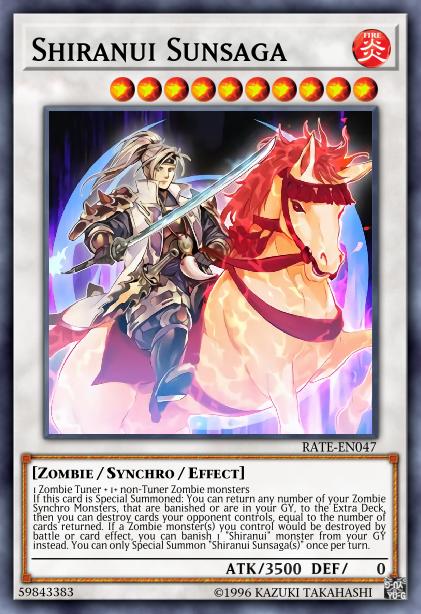 SHIRANUI SUNSAGA
FIRE
炎
RATE-EN047
[ZOMBIE / SYNCHRO / EFFECT]
1 Zombie Tuner + 1+ non-Tuner Zombie monsters
If this card is Special Summoned: You can return any number of your Zombie
Synchro Monsters, that are banished or are in your GY, to the Extra Deck,
then you can destroy cards your opponent controls, equal to the number of
cards returned. If a Zombie monster(s) you control would be destroyed by
battle or card effect, you can banish 1 "Shiranui" monster from your GY
instead. You can only Special Summon "Shiranui Sunsaga(s)" once per turn.
ATK/3500 DEF/ 0
59843383
©1996 KAZUKI TAKAHASHI